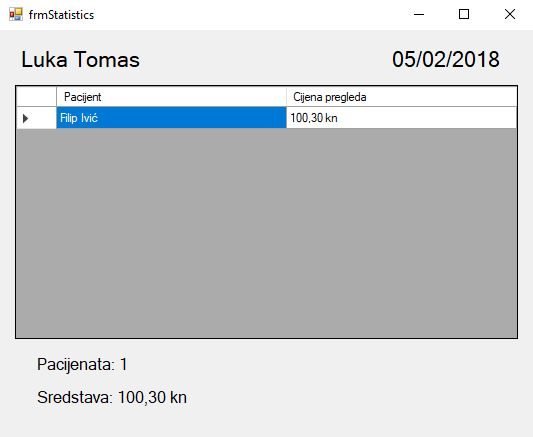 frmStatistics
Luka Tomas 05/02/2018
Pacijent Cijena pregleda
Filip Ivić 100,30 kn
Pacijenata: 1
Sredstava: 100,30 kn